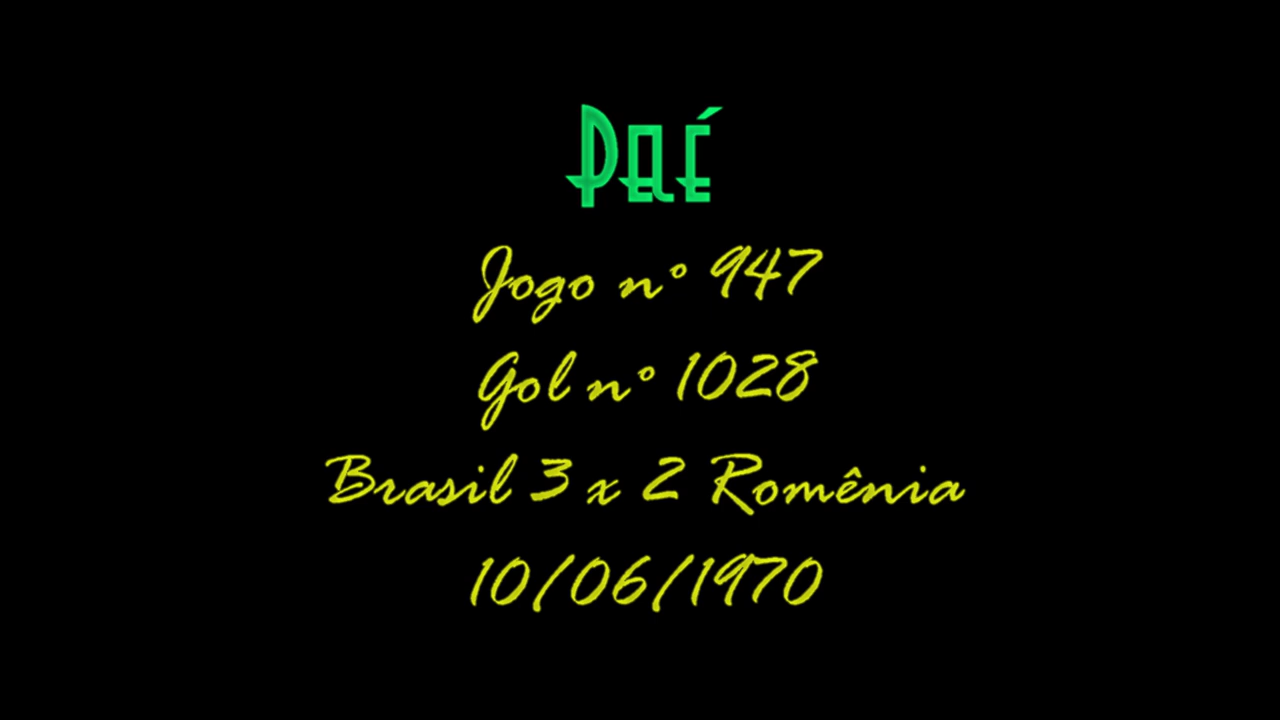 Pelé
Jogo nº 947
Gol nº 1028
Brasil 3 x 2 Romênia
10/06/1970